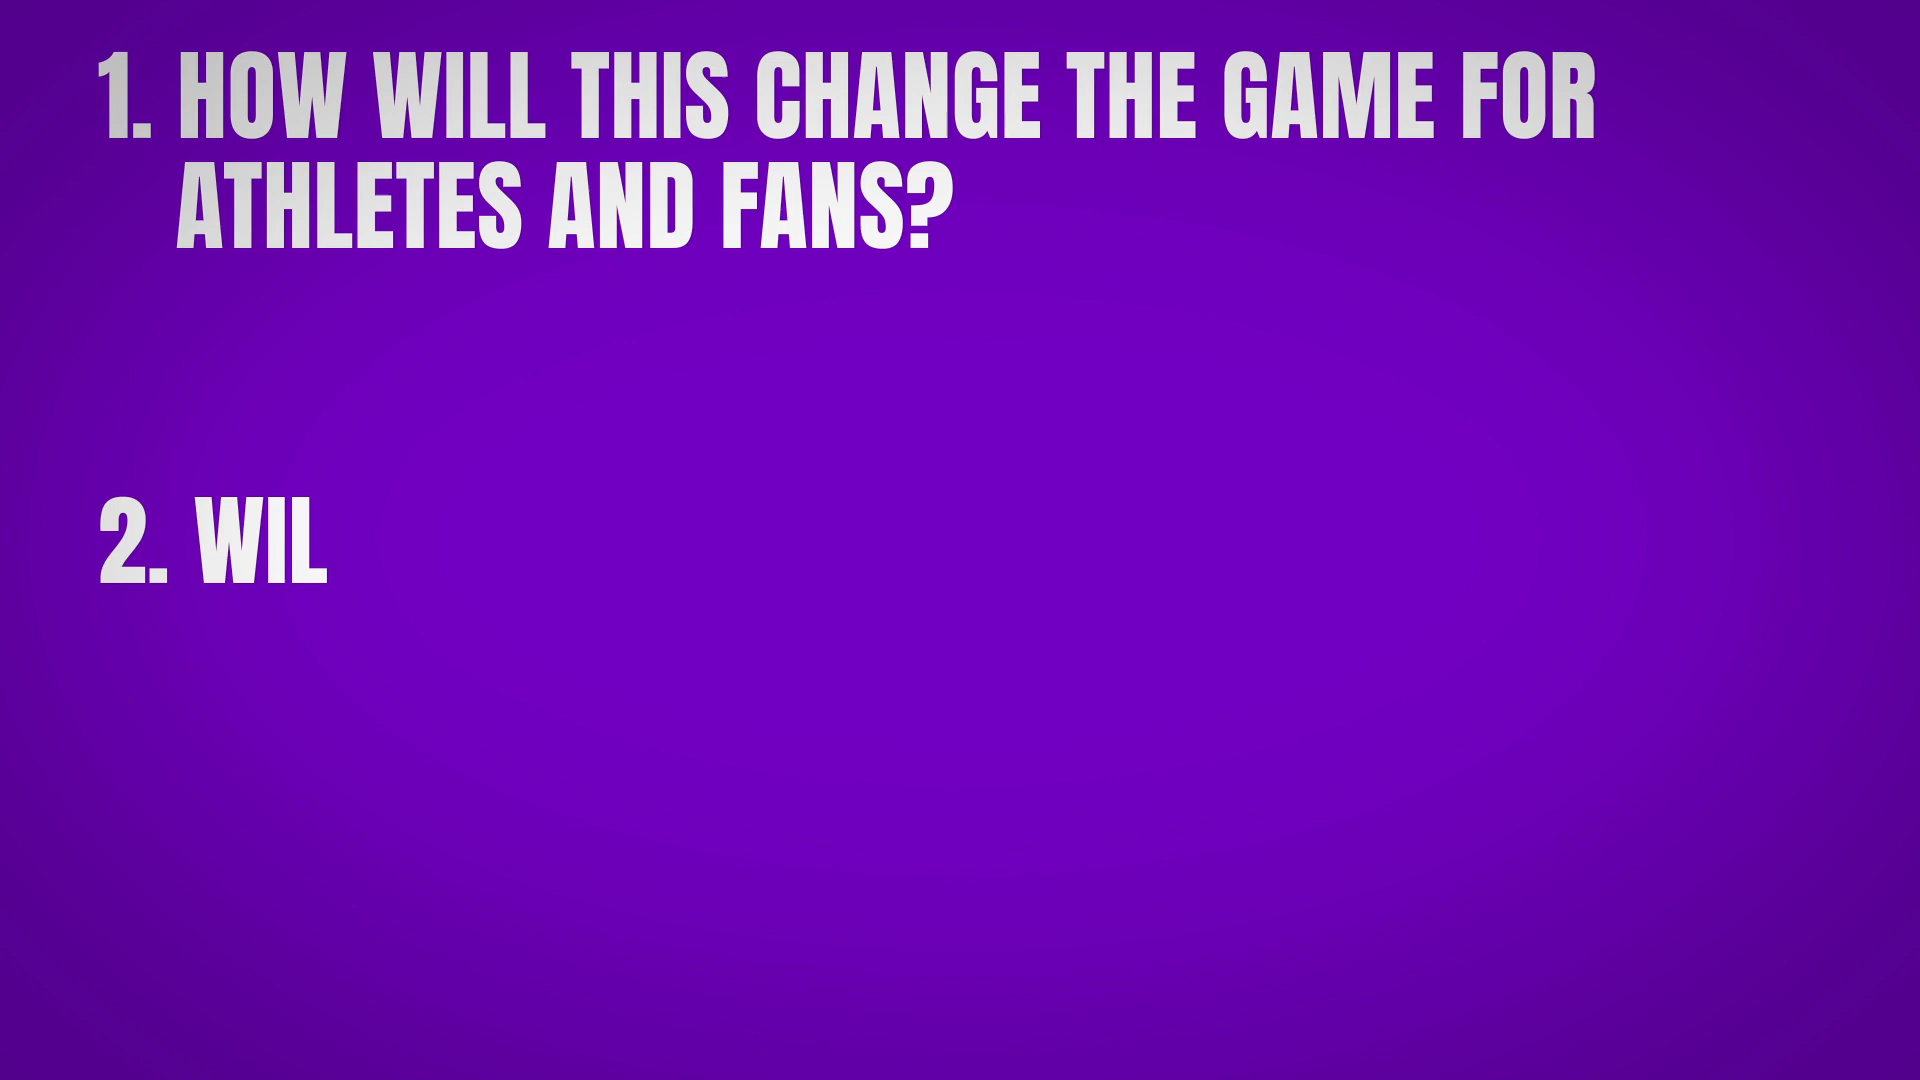 1. HOW WILL THIS CHANGE THE GAME FOR
ATHLETES AND FANS?
2. WIL